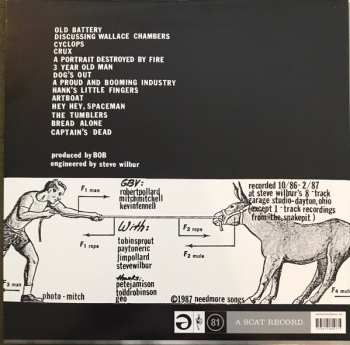 OLD BATTERY
DISCUSSING WALLACE CHAMBERS
CYCLOPS
CRUX
A PORTRAIT DESTROYED BY FIRE
3 YEAR OLD MAN
DOG'S OUT
A PROUD AND BOOMING INDUSTRY
HANK'S LITTLE FINGERS
ARTBOAT
HEY HEY, SPACEMAN
THE TUMBLERS
BREAD ALONE
CAPTAIN'S DEAD
produced by BOB
engineered by steve wilbur
GBV:
robertpollard
mitchmitchell
kevinfennell
With:
tobinsprout
paytoneric
jimpollard
stevewilbur
thanks:
petejamison
toddrobinson
geo
recorded 10/86-2/87
at steve wilbur's 8-track
garage studio-dayton, ohio
(except 1-track recordings
from the snakepit)
F1 man
F1 rope
F2 rope
F2 mule
F3 man
F4 mule
photo-mitch
©1987 needmore songs
e
81
A SCAT RECORD